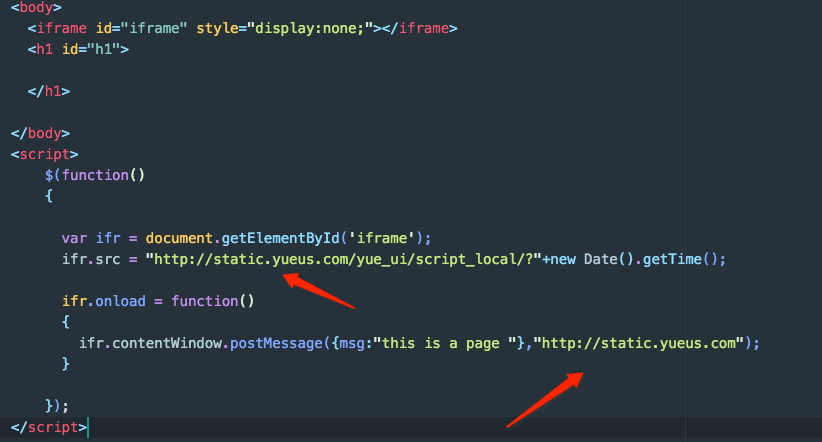 <body>
<iframe id="iframe" style="display:none;"></iframe>
<h1 id="h1">
</h1>
</body>
<script>
$(function()
{
var ifr = document.getElementById('iframe');
ifr.src = "http://static.yueus.com/yue_ui/script_local/?"+new Date().getTime();
ifr.onload = function()
{
ifr.contentWindow.postMessage({msg:"this is a page "},"http://static.yueus.com");
}
});
</script>